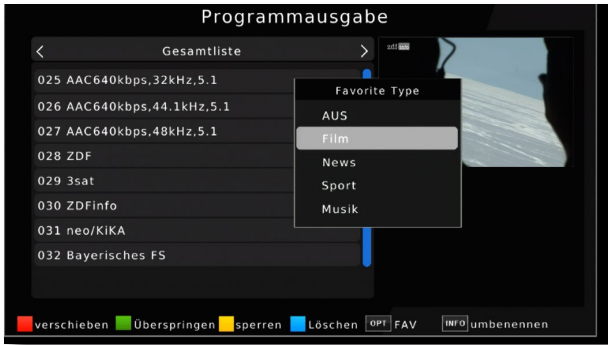 Programmausgabe
< Gesamtliste >
zdf
025 AAC640kbps,32kHz,5.1
026 AAC640kbps,44.1kHz,5.1
027 AAC640kbps,48kHz,5.1
028 ZDF
029 3sat
030 ZDFinfo
031 neo/KiKA
032 Bayerisches FS
Favorite Type
AUS
Film
News
Sport
Musik
verschieben Überspringen sperren Löschen OPT FAV INFO umbenennen